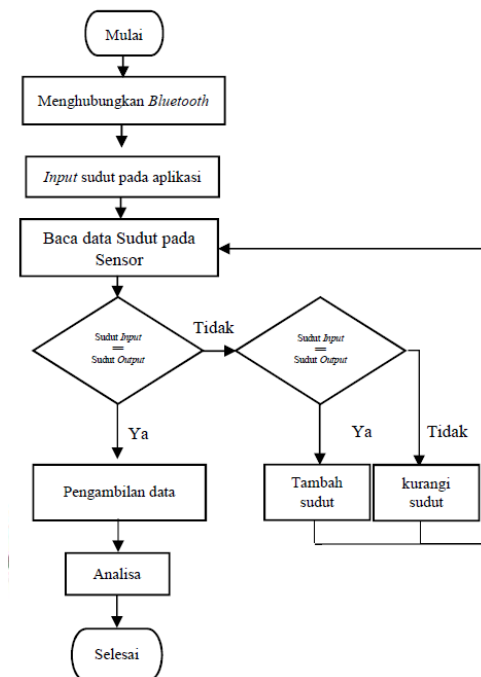 Mulai
Menghubungkan Bluetooth
Input sudut pada aplikasi
Baca data Sudut pada
Sensor
Sudut Input
==
Sudut Output
Tidak
Sudut Input
==
Sudut Output
Ya
Ya
Tidak
Pengambilan data
Tambah
sudut
kurangi
sudut
Analisa
Selesai